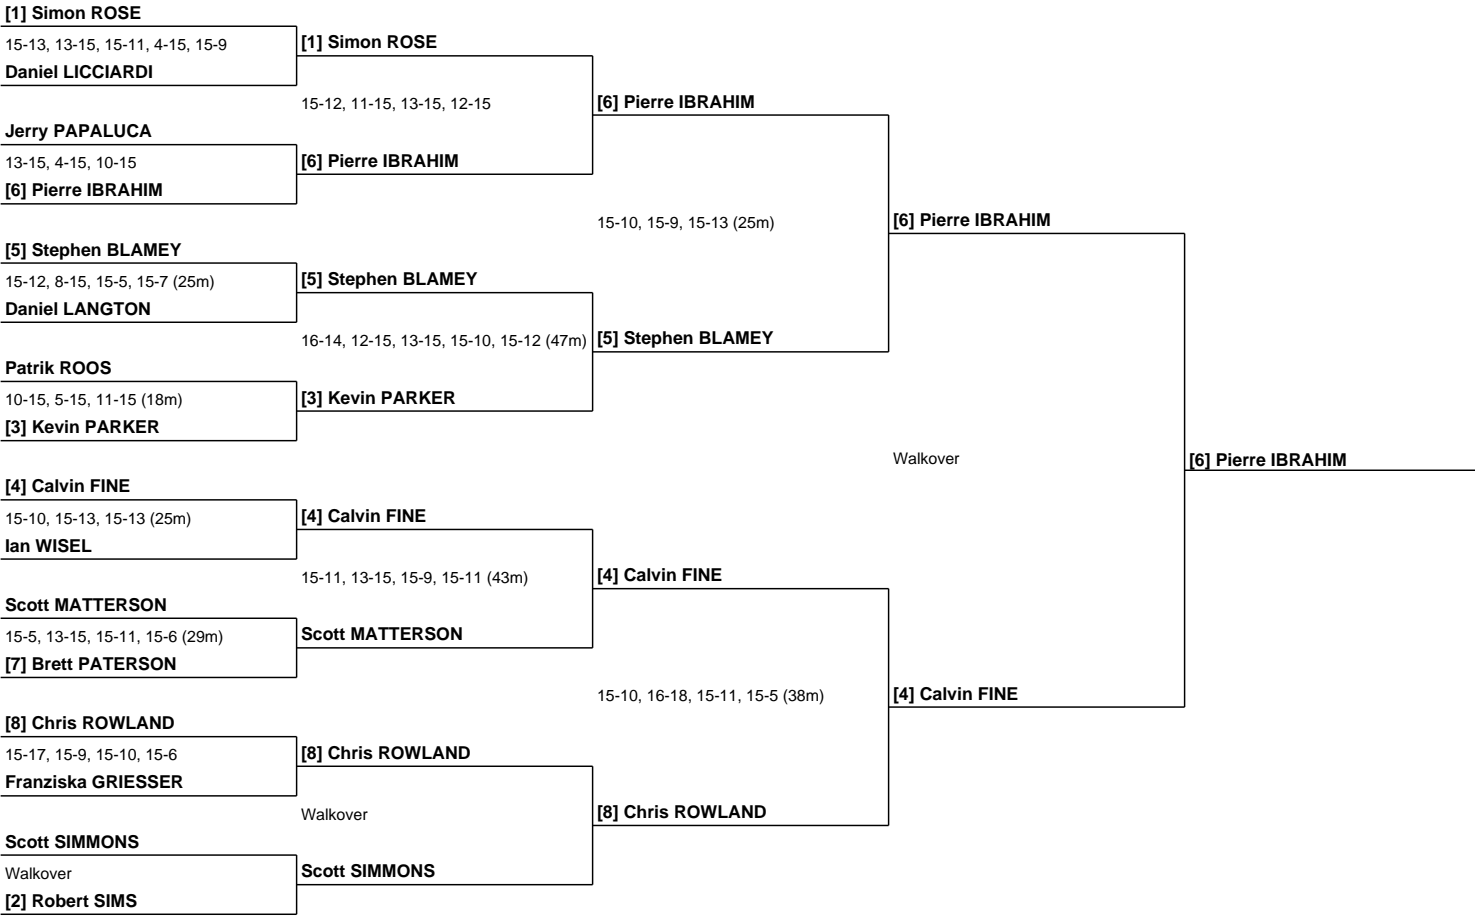 [1] Simon ROSE
15-13, 13-15, 15-11, 4-15, 15-9
Daniel LICCIARDI
Jerry PAPALUCA
13-15, 4-15, 10-15
[6] Pierre IBRAHIM
[5] Stephen BLAMEY
15-12, 8-15, 15-5, 15-7 (25m)
Daniel LANGTON
Patrik ROOS
10-15, 5-15, 11-15 (18m)
[3] Kevin PARKER
[4] Calvin FINE
15-10, 15-13, 15-13 (25m)
Ian WISEL
Scott MATTERSON
15-5, 13-15, 15-11, 15-6 (29m)
[7] Brett PATERSON
[8] Chris ROWLAND
15-17, 15-9, 15-10, 15-6
Franziska GRIESSER
Scott SIMMONS
Walkover
[2] Robert SIMS
[1] Simon ROSE
15-12, 11-15, 13-15, 12-15
[6] Pierre IBRAHIM
[5] Stephen BLAMEY
16-14, 12-15, 13-15, 15-10, 15-12 (47m)
[3] Kevin PARKER
[4] Calvin FINE
15-11, 13-15, 15-9, 15-11 (43m)
Scott MATTERSON
[8] Chris ROWLAND
Walkover
Scott SIMMONS
[6] Pierre IBRAHIM
15-10, 15-9, 15-13 (25m)
[5] Stephen BLAMEY
[4] Calvin FINE
15-10, 16-18, 15-11, 15-5 (38m)
[8] Chris ROWLAND
[6] Pierre IBRAHIM
Walkover
[4] Calvin FINE
[6] Pierre IBRAHIM